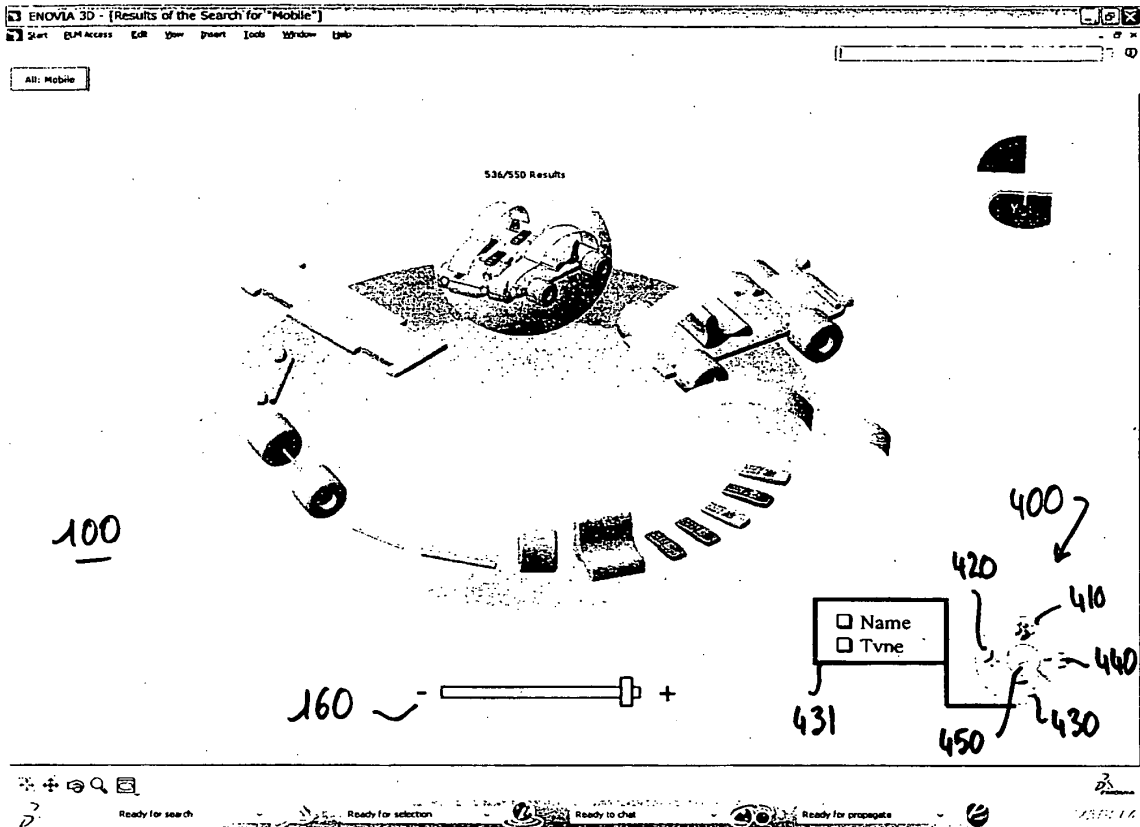 ENOVIA 3D - [Results of the Search for "Mobile"]
Start PLM Access Edit View Insert Tools Window Help
All: Mobile
536/550 Results
100
400
420
410
Name
Tvne
440
160
- +
431
450
430
Ready for search Ready for selection Ready to chat Ready for propagate